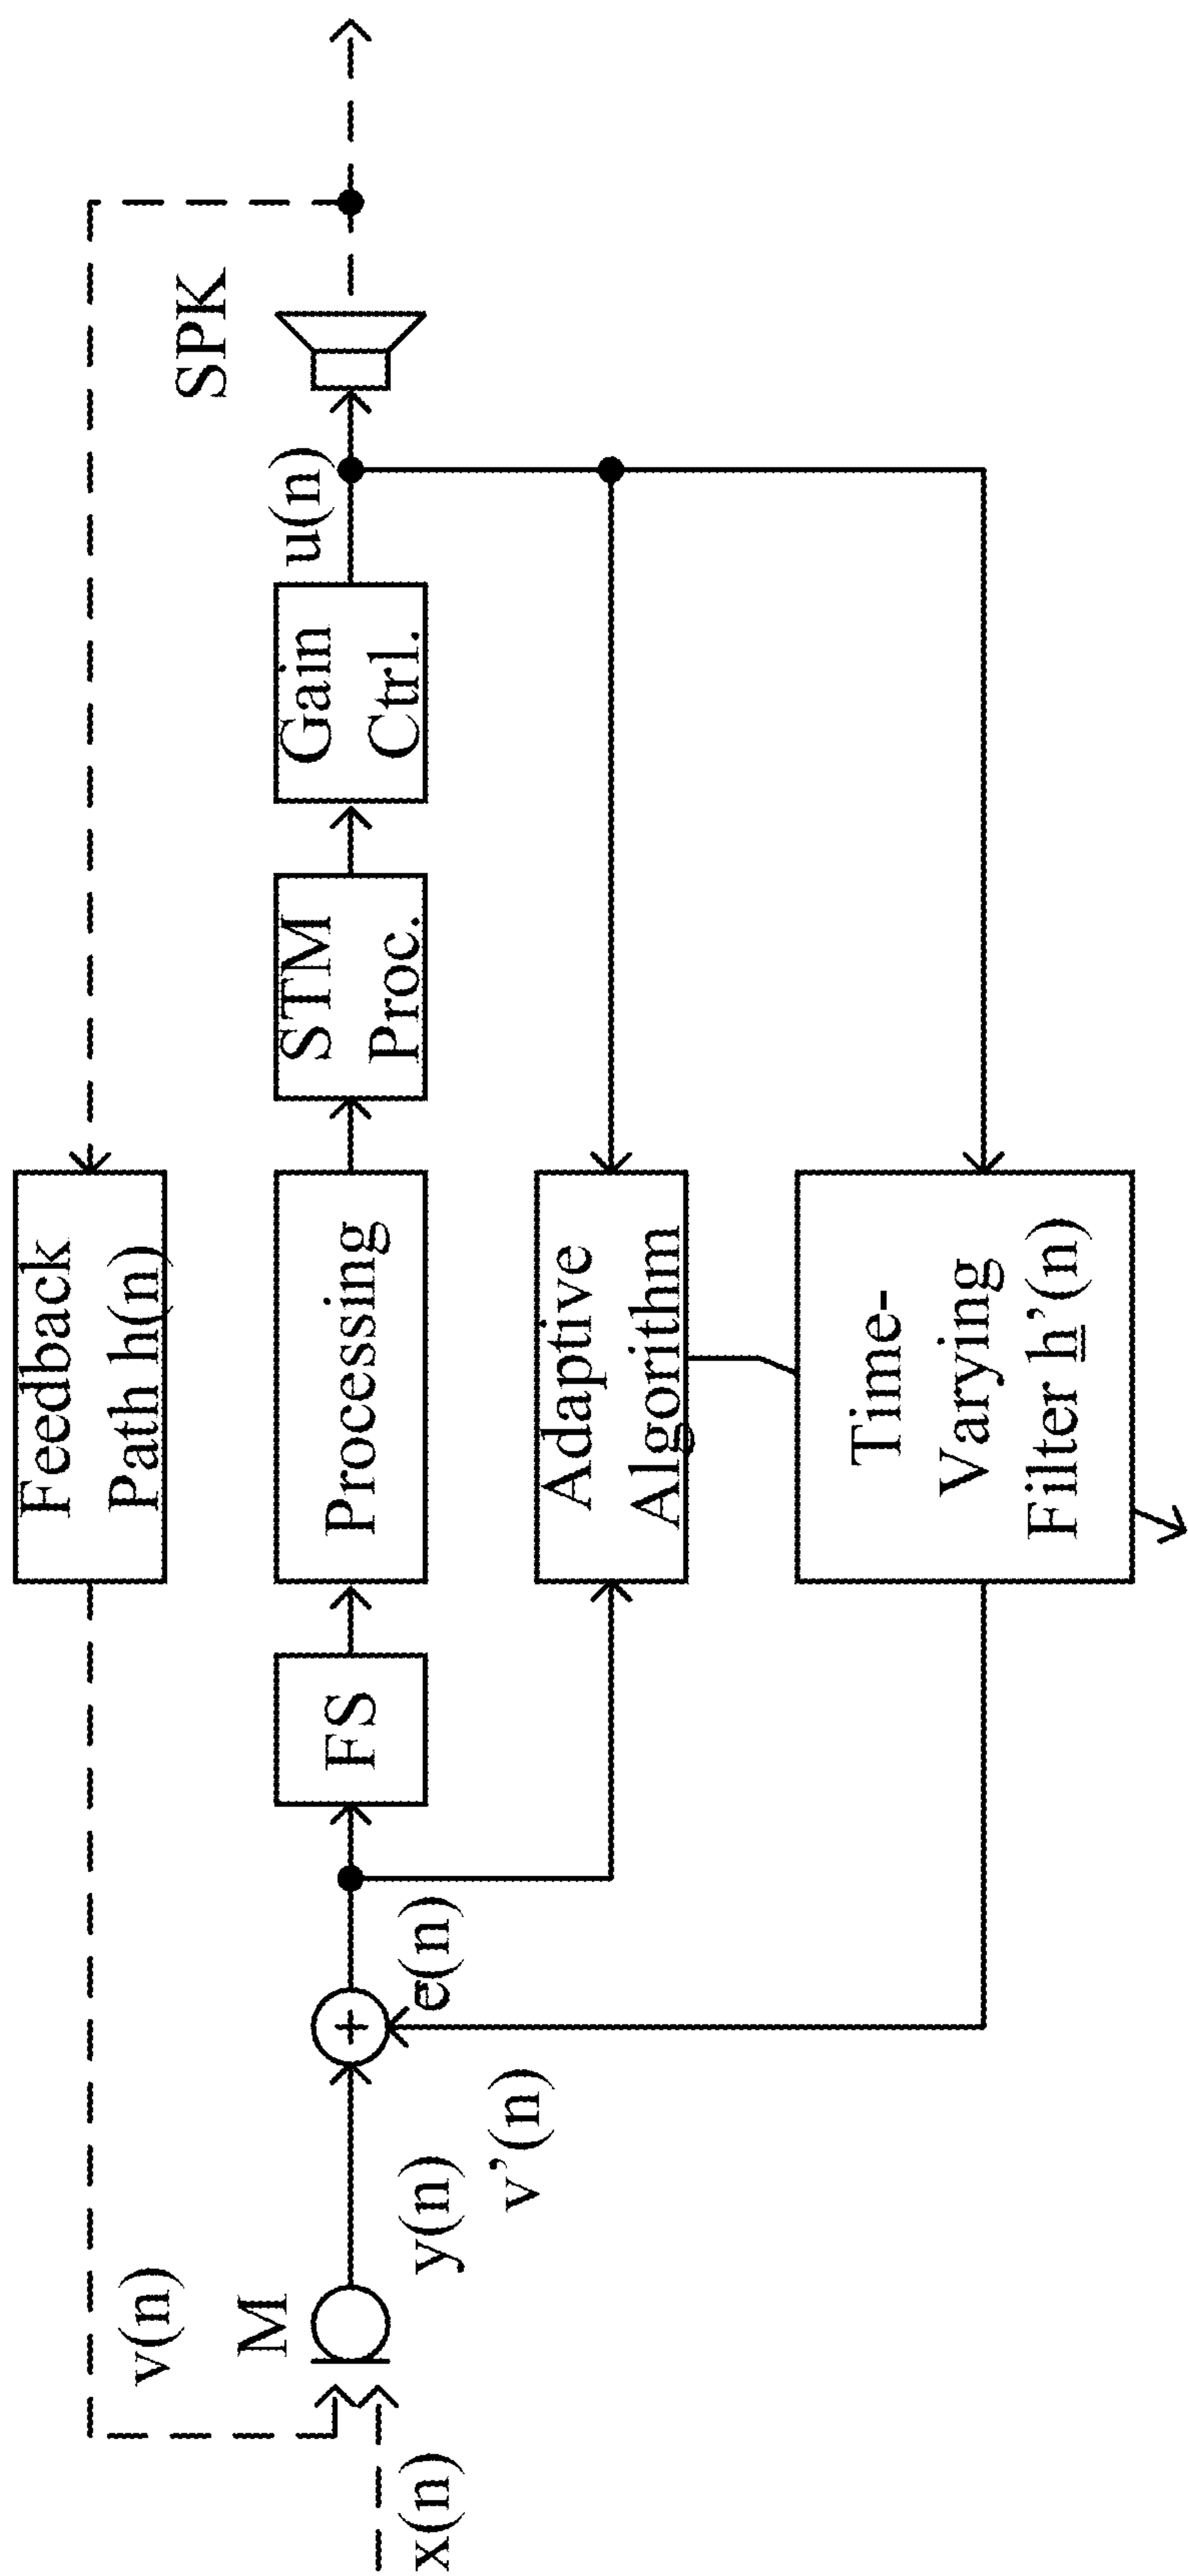 Feedback
Path h(n)
v(n)
SPK
M
x(n)
y(n)
e(n)
FS
Processing
STM
Proc.
Gain
Ctrl.
u(n)
v'(n)
Adaptive
Algorithm
Time-
Varying
Filter h'(n)
+